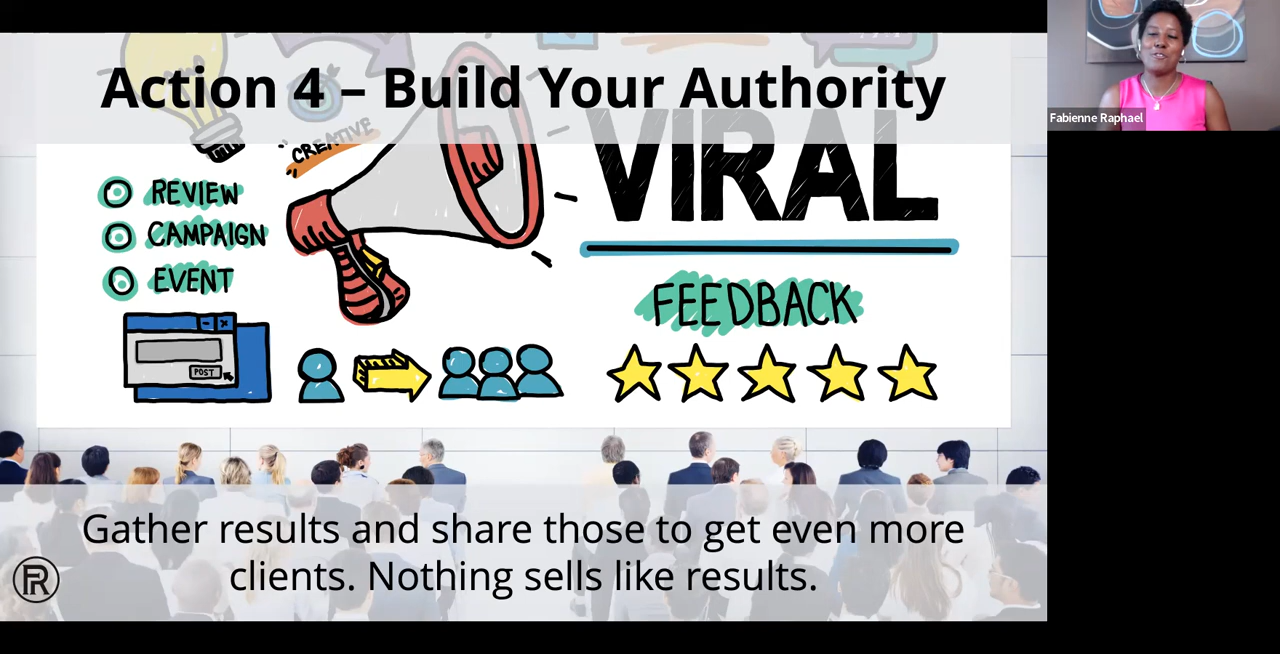 Action 4 – Build Your Authority
CREATIVE
VIRAL
REVIEW
CAMPAIGN
EVENT
FEEDBACK
POST
Gather results and share those to get even more
clients. Nothing sells like results.
R
Fabienne Raphael